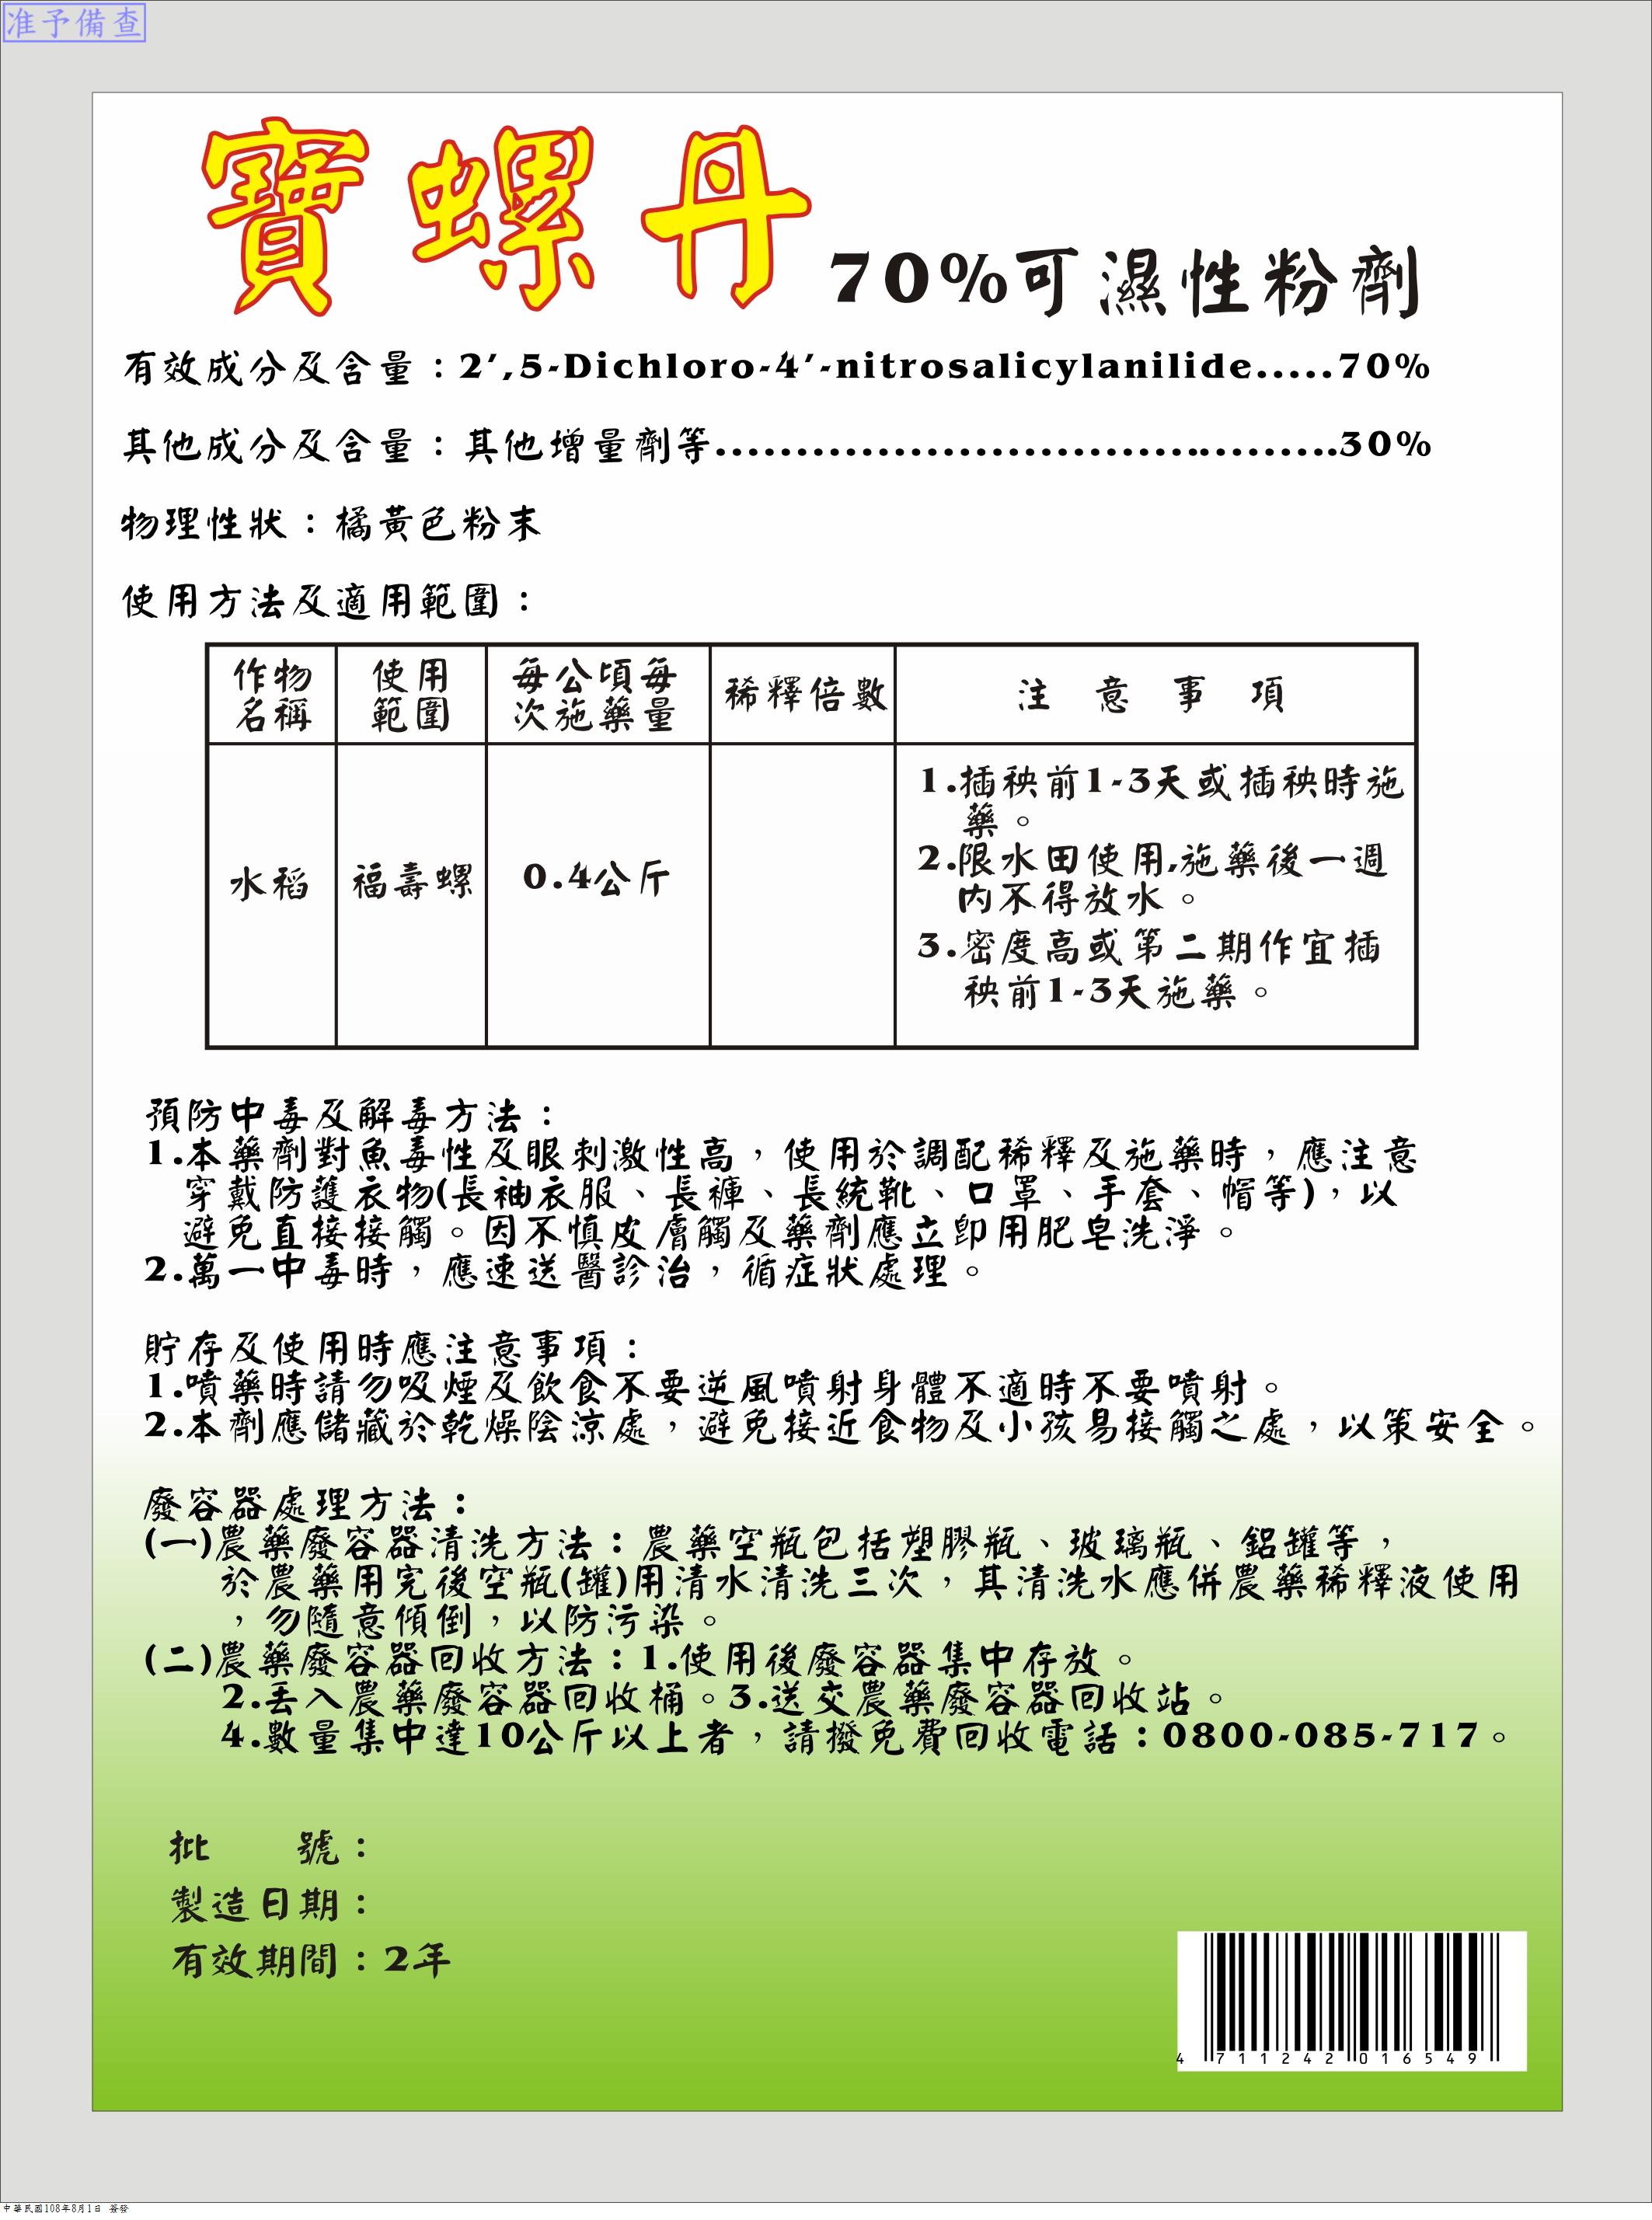 准予備查
寶螺丹 70%可濕性粉劑
有效成分及含量：2′,5-Dichloro-4′-nitrosalicylanilide.....70%
其他成分及含量：其他增量劑等.......................................30%
物理性狀：橘黃色粉末
使用方法及適用範圍：
作物名稱 使用範圍 每公頃每次施藥量 稀釋倍數 注意事項
水稻 福壽螺 0.4公斤
1.插秧前1-3天或插秧時施
藥。
2.限水田使用,施藥後一週
內不得放水。
3.密度高或第二期作宜插
秧前1-3天施藥。
預防中毒及解毒方法：
1.本藥劑對魚毒性及眼刺激性高，使用於調配稀釋及施藥時，應注意
穿戴防護衣物(長袖衣服、長褲、長統靴、口罩、手套、帽等)，以
避免直接接觸。因不慎皮膚觸及藥劑應立即用肥皂洗淨。
2.萬一中毒時，應速送醫診治，循症狀處理。
貯存及使用時應注意事項：
1.噴藥時請勿吸煙及飲食不要逆風噴射身體不適時不要噴射。
2.本劑應儲藏於乾燥陰涼處，避免接近食物及小孩易接觸之處，以策安全。
廢容器處理方法：
(一)農藥廢容器清洗方法：農藥空瓶包括塑膠瓶、玻璃瓶、鋁罐等，
於農藥用完後空瓶(罐)用清水清洗三次，其清洗水應併農藥稀釋液使用
，勿隨意傾倒，以防污染。
(二)農藥廢容器回收方法：1.使用後廢容器集中存放。
2.丟入農藥廢容器回收桶。3.送交農藥廢容器回收站。
4.數量集中達10公斤以上者，請撥免費回收電話：0800-085-717。
批　　號：
製造日期：
有效期間：2年
4 711242 016549
中華民國108年8月1日 簽發